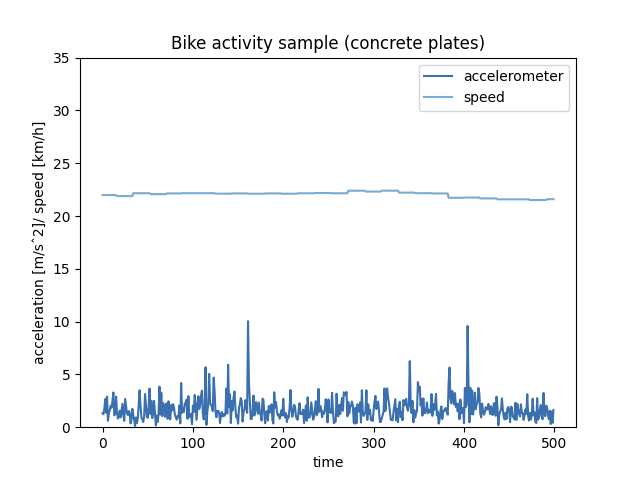 Bike activity sample (concrete plates)
accelerometer
speed
acceleration [m/sˆ2]/ speed [km/h]
35
30
25
20
15
10
5
0
0 100 200 300 400 500
time